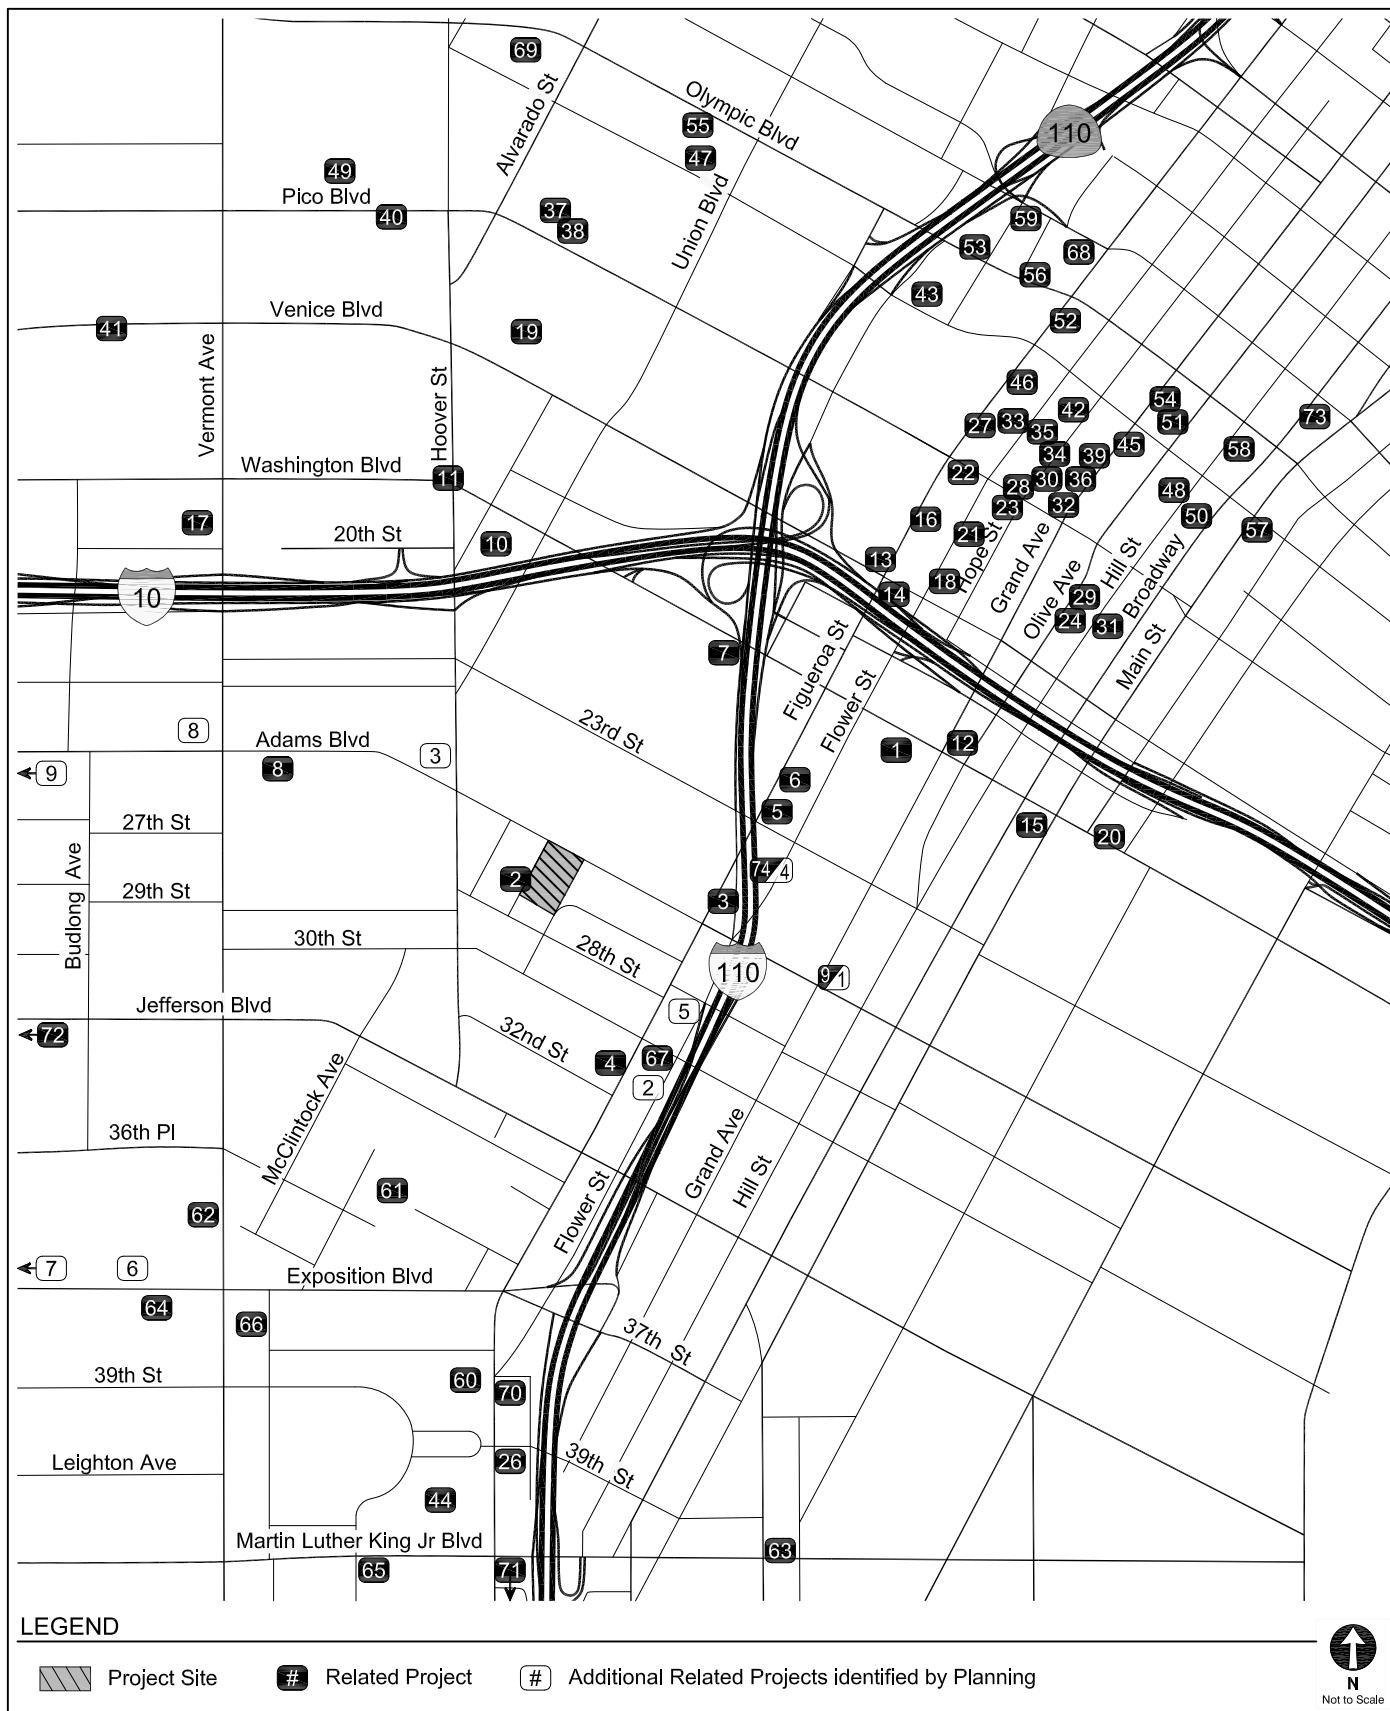 69
Alvarado St
Olympic Blvd
55
47
110
49
Pico Blvd
40
37
38
Union Blvd
59
53
68
56
43
52
Venice Blvd
41
19
Vermont Ave
Hoover St
46
42
54
51
73
27
33
35
34
39
45
58
Washington Blvd
11
22
28
30
36
48
17
20th St
10
16
23
32
50
57
21
Hope St
Grand Ave
13
18
14
Olive Ave
Hill St
Broadway
29
24
31
Main St
10
7
Figueroa St
Flower St
23rd St
8
Adams Blvd
3
9
8
1
12
6
5
15
20
27th St
Budlong Ave
29th St
2
74
4
3
30th St
28th St
110
9
1
Jefferson Blvd
5
72
32nd St
4
67
2
McClintock Ave
36th Pl
61
62
Flower St
Grand Ave
Hill St
7
6
Exposition Blvd
64
66
37th St
39th St
60
70
Leighton Ave
26
39th St
44
Martin Luther King Jr Blvd
65
71
63
LEGEND
Project Site
# Related Project
# Additional Related Projects identified by Planning
N
Not to Scale